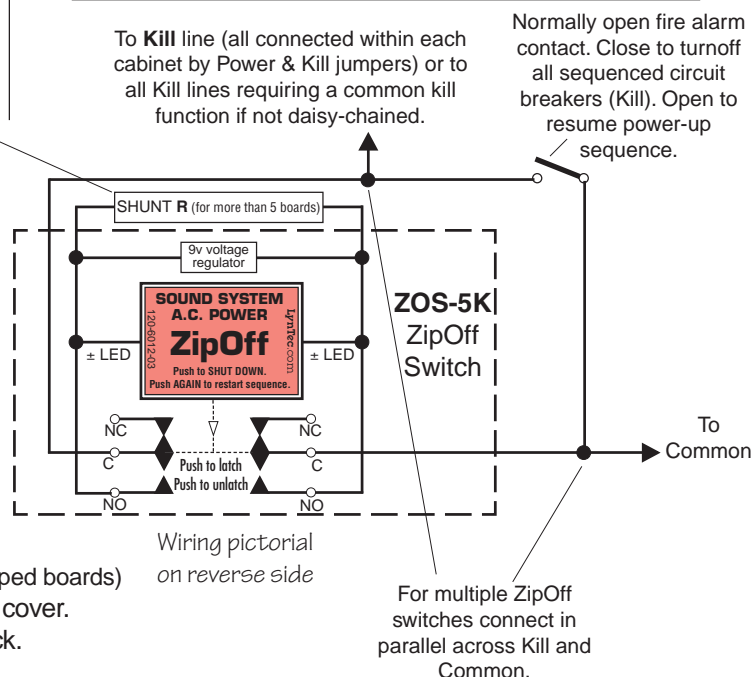 To Kill line (all connected within each
cabinet by Power & Kill jumpers) or to
all Kill lines requiring a common kill
function if not daisy-chained.
Normally open fire alarm
contact. Close to turnoff
all sequenced circuit
breakers (Kill). Open to
resume power-up
sequence.
SHUNT R (for more than 5 boards)
9v voltage
regulator
SOUND SYSTEM
A.C. POWER
ZipOff
Push to SHUT DOWN.
Push AGAIN to restart sequence.
120-6012-03
LynTec.com
± LED
± LED
ZOS-5K
ZipOff
Switch
NC
NC
C
Push to latch
C
Push to unlatch
NO
NO
To
Common
Wiring pictorial
on reverse side
ped boards)
cover.
k.
For multiple ZipOff
switches connect in
parallel across Kill and
Common.